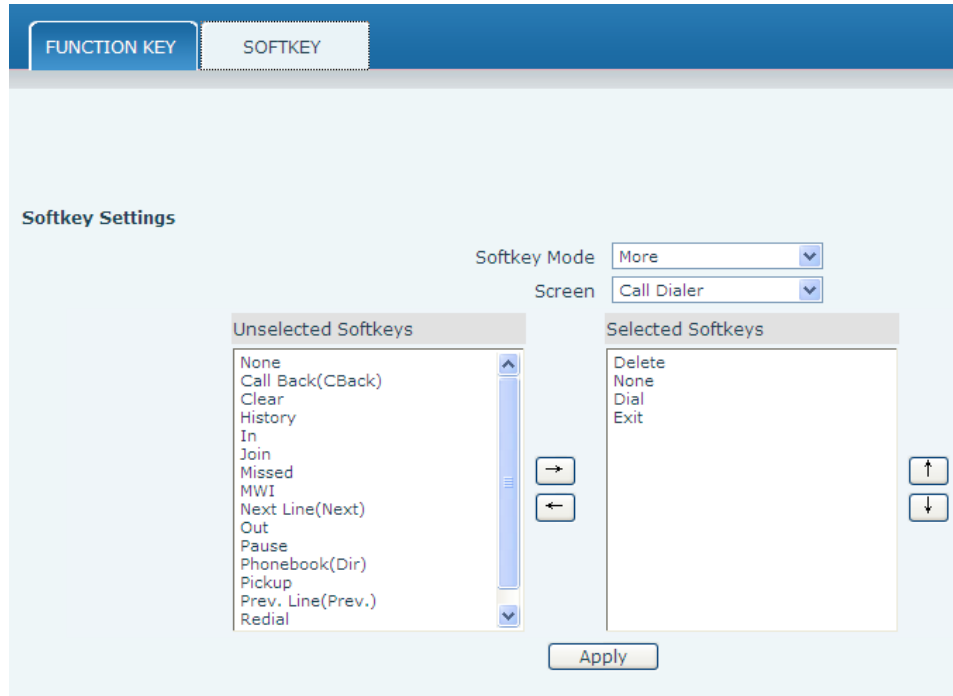 FUNCTION KEY
SOFTKEY
Softkey Settings
Softkey Mode
More
Screen
Call Dialer
Unselected Softkeys
None
Call Back(CBack)
Clear
History
In
Join
Missed
MWI
Next Line(Next)
Out
Pause
Phonebook(Dir)
Pickup
Prev. Line(Prev.)
Redial
→
←
Selected Softkeys
Delete
None
Dial
Exit
↑
↓
Apply